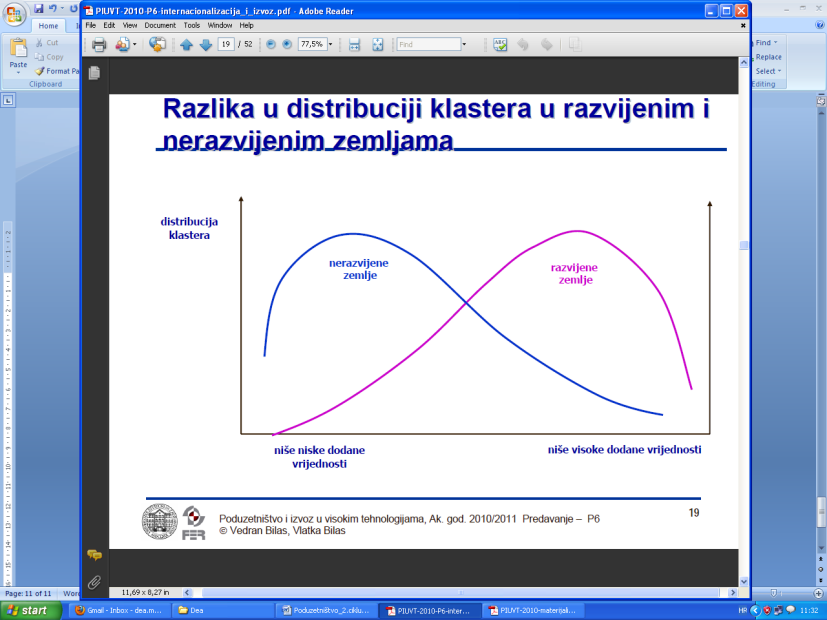 PIUVT-2010-P6-internacionalizacija_i_izvoz.pdf - Adobe Reader
File Edit View Document Tools Window Help
19 / 52 77,5% Find
Home
Cut
Copy
Format Pa
Paste
Clipboard
Find
Replace
Select
Editing
Razlika u distribuciji klastera u razvijenim i
nerazvijenim zemljama
distribucija
klastera
nerazvijene
zemlje
razvijene
zemlje
niše niske dodane
vrijednosti
niše visoke dodane vrijednosti
FER
Poduzetništvo i izvoz u visokim tehnologijama, Ak. god. 2010/2011 Predavanje – P6
© Vedran Bilas, Vlatka Bilas
19
11,69 x 8,27 in
Page: 11 of 11 Word
start Gmail - Inbox - dea.m... Dea Poduzetništvo_2.ciklu... PIUVT-2010-P6-inter... PIUVT-2010-materijali... HR 11:32